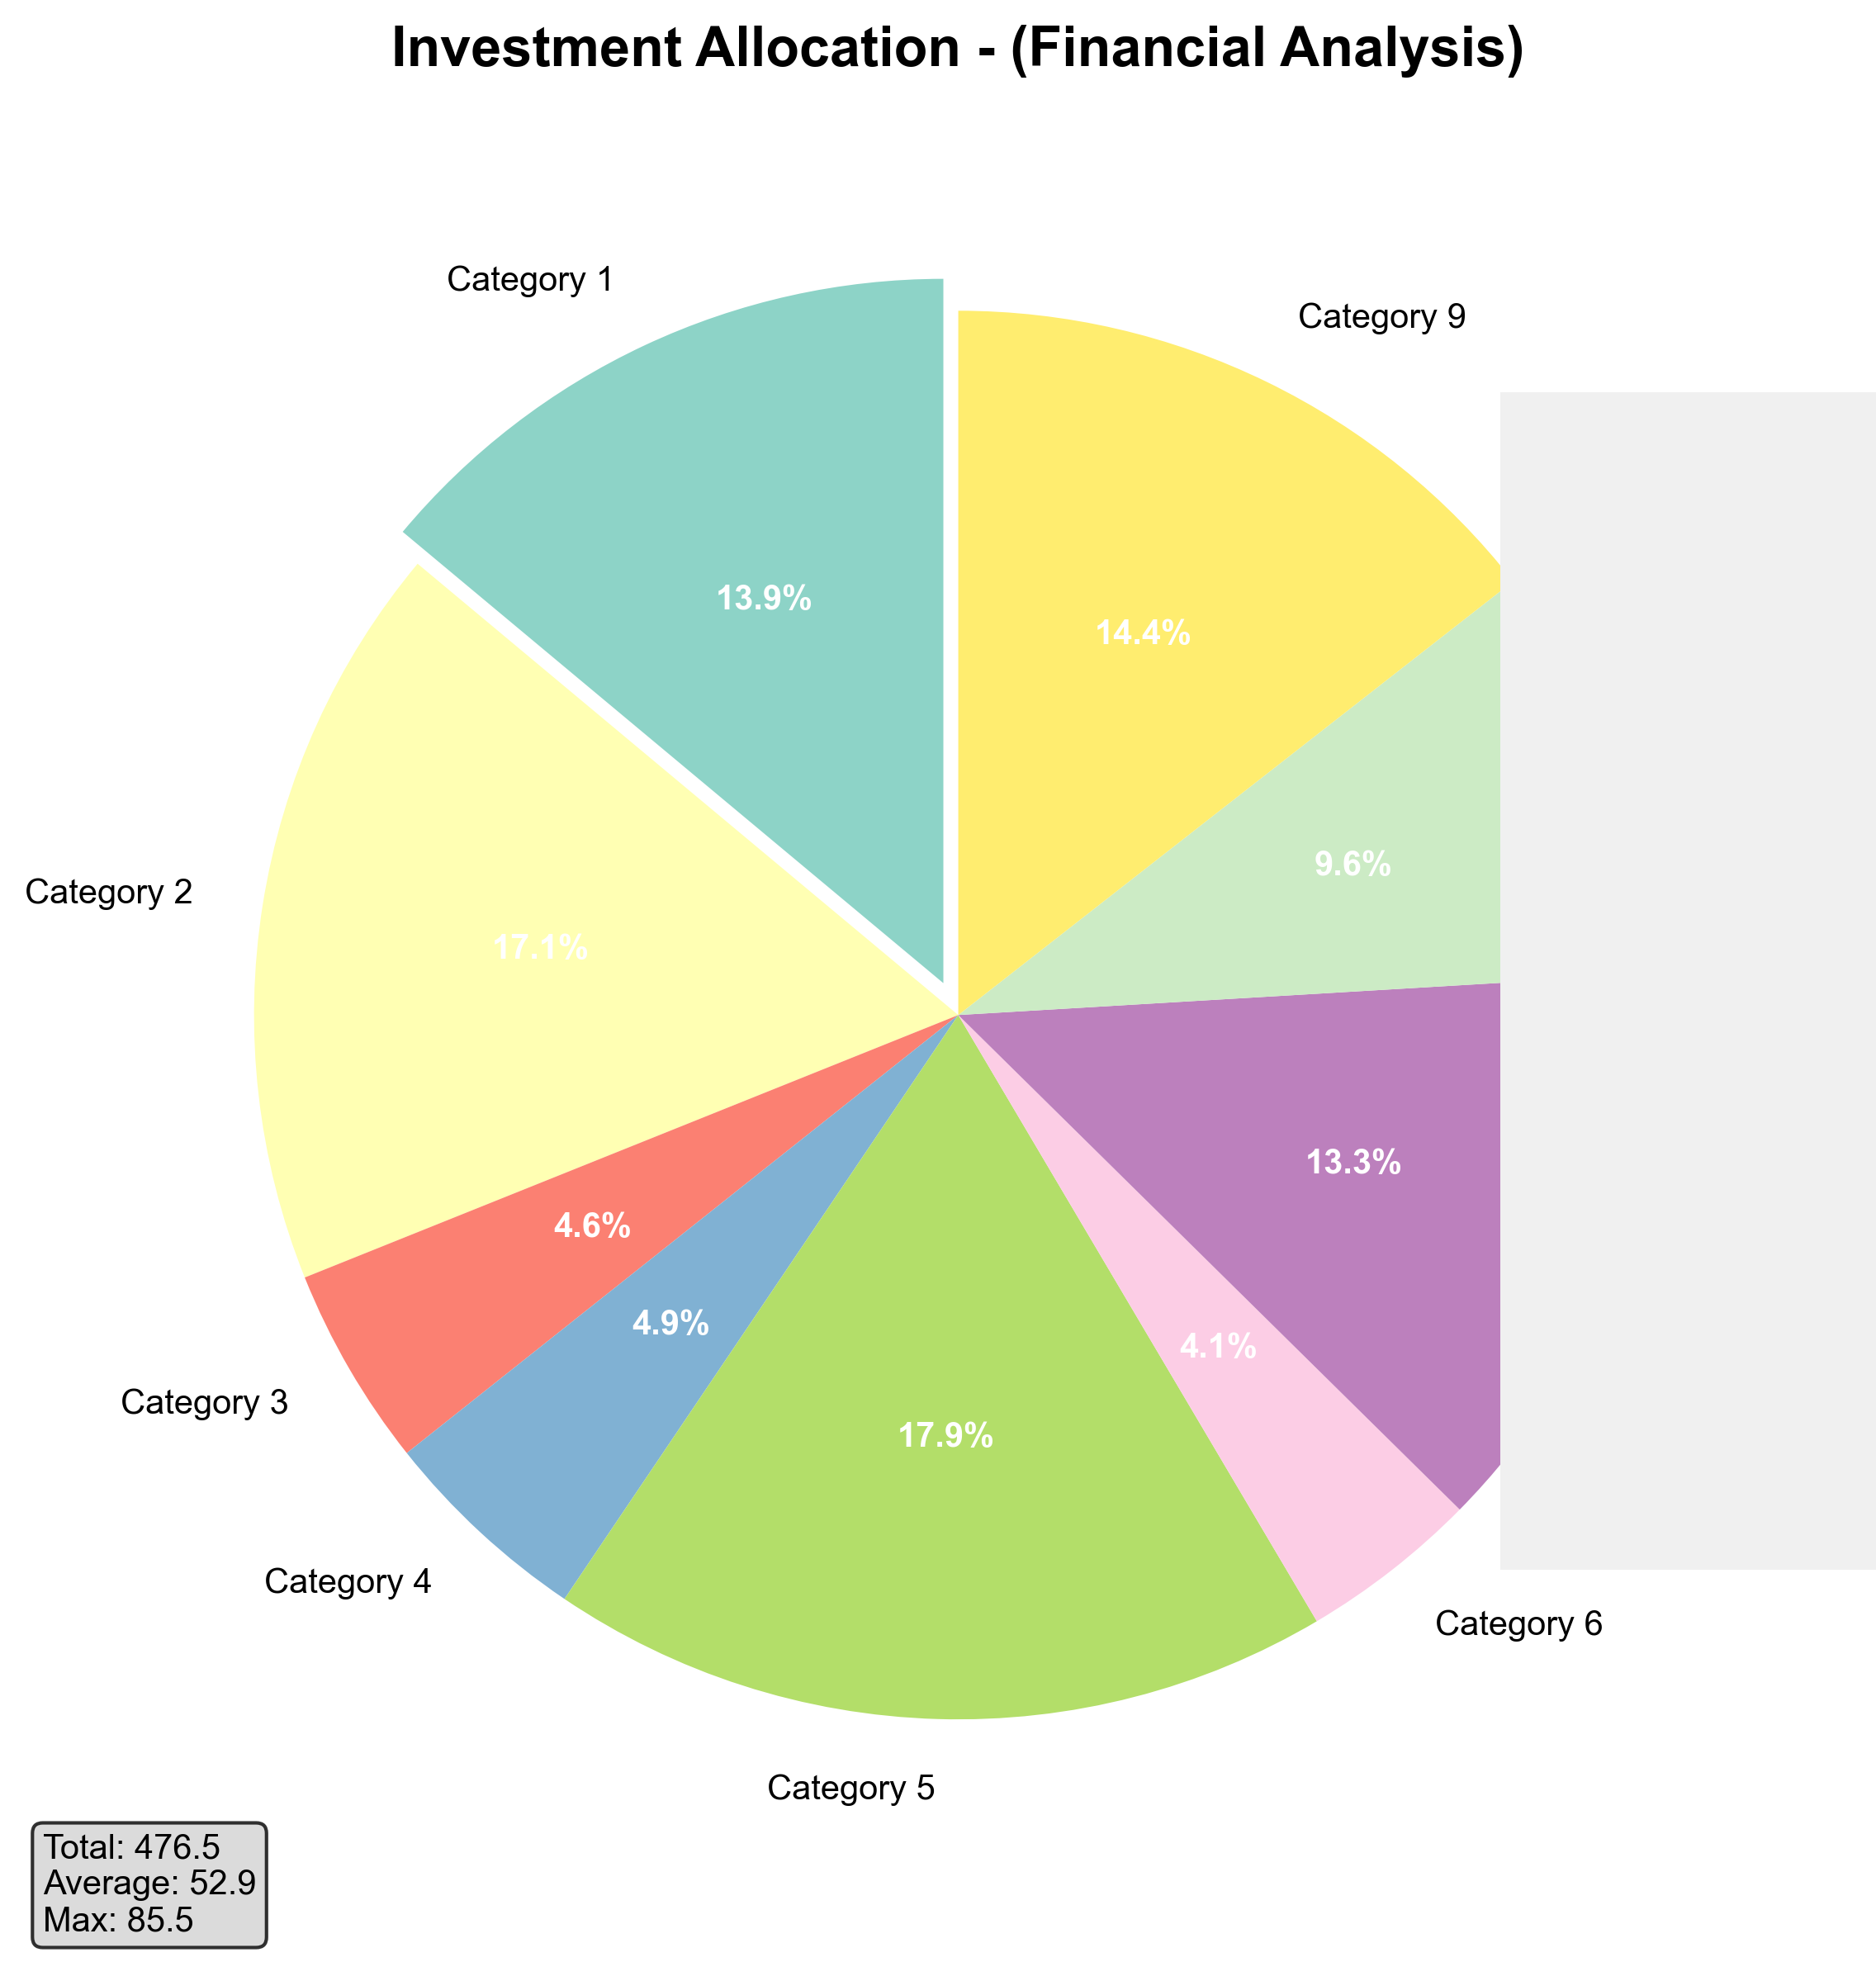 Investment Allocation - (Financial Analysis)
Category 1
Category 9
13.9%
14.4%
9.6%
Category 2
17.1%
13.3%
4.6%
4.9%
4.1%
Category 3
17.9%
Category 4
Category 6
Category 5
Total: 476.5
Average: 52.9
Max: 85.5